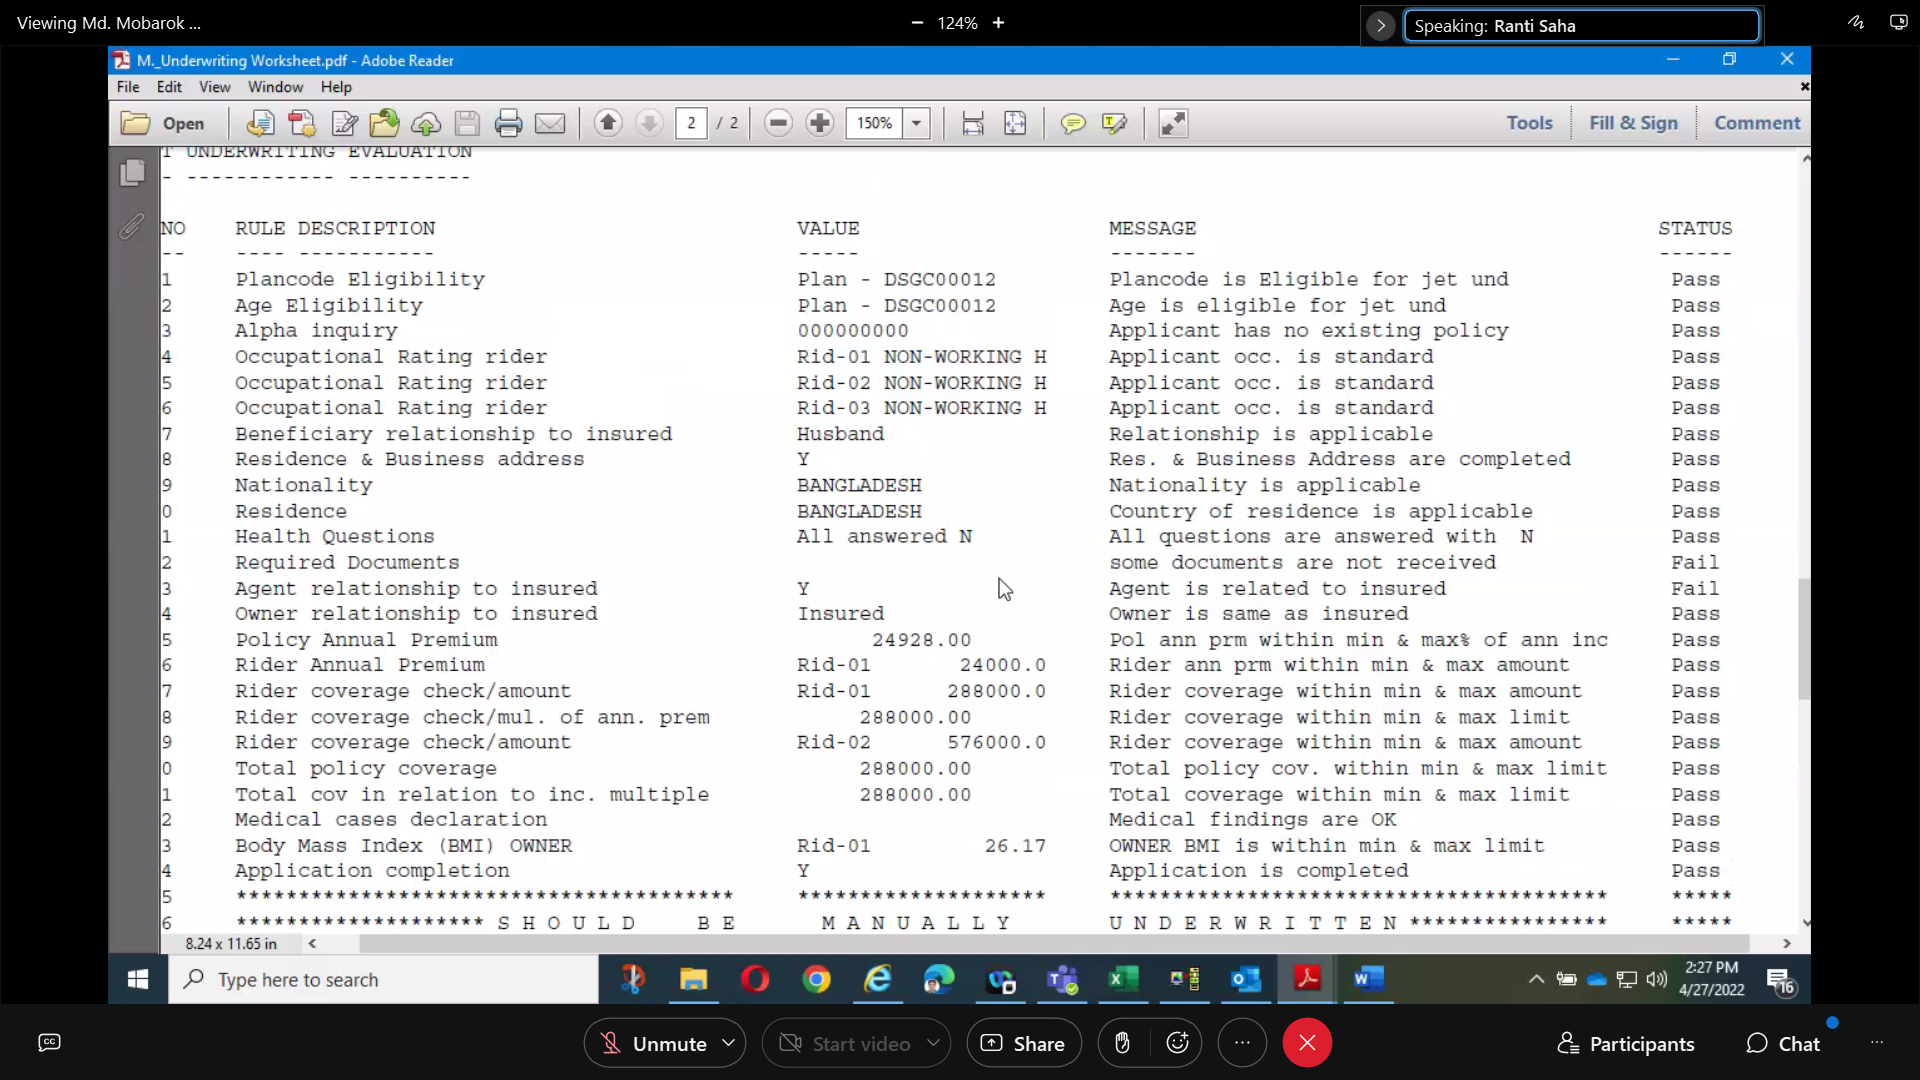 Viewing Md. Mobarok ...
124%
Speaking: Ranti Saha
M._Underwriting Worksheet.pdf - Adobe Reader
File Edit View Window Help
Open 2 / 2 150% Tools Fill & Sign Comment
T UNDERWRITING EVALUATION
- ------------ ----------
NO RULE DESCRIPTION VALUE MESSAGE STATUS
-- ---- ----------- ----- ------- ------
1 Plancode Eligibility Plan - DSGC00012 Plancode is Eligible for jet und Pass
2 Age Eligibility Plan - DSGC00012 Age is eligible for jet und Pass
3 Alpha inquiry 000000000 Applicant has no existing policy Pass
4 Occupational Rating rider Rid-01 NON-WORKING H Applicant occ. is standard Pass
5 Occupational Rating rider Rid-02 NON-WORKING H Applicant occ. is standard Pass
6 Occupational Rating rider Rid-03 NON-WORKING H Applicant occ. is standard Pass
7 Beneficiary relationship to insured Husband Relationship is applicable Pass
8 Residence & Business address Y Res. & Business Address are completed Pass
9 Nationality BANGLADESH Nationality is applicable Pass
0 Residence BANGLADESH Country of residence is applicable Pass
1 Health Questions All answered N All questions are answered with N Pass
2 Required Documents some documents are not received Fail
3 Agent relationship to insured Y Agent is related to insured Fail
4 Owner relationship to insured Insured Owner is same as insured Pass
5 Policy Annual Premium 24928.00 Pol ann prm within min & max% of ann inc Pass
6 Rider Annual Premium Rid-01 24000.0 Rider ann prm within min & max amount Pass
7 Rider coverage check/amount Rid-01 288000.0 Rider coverage within min & max amount Pass
8 Rider coverage check/mul. of ann. prem 288000.00 Rider coverage within min & max limit Pass
9 Rider coverage check/amount Rid-02 576000.0 Rider coverage within min & max amount Pass
0 Total policy coverage 288000.00 Total policy cov. within min & max limit Pass
1 Total cov in relation to inc. multiple 288000.00 Total coverage within min & max limit Pass
2 Medical cases declaration Medical findings are OK Pass
3 Body Mass Index (BMI) OWNER Rid-01 26.17 OWNER BMI is within min & max limit Pass
4 Application completion Y Application is completed Pass
5 **************************************** ******************** **************************************** *****
6 ******************** S H O U L D B E M A N U A L L Y U N D E R W R I T T E N **************** *****
8.24 x 11.65 in
Type here to search
2:27 PM
4/27/2022
16
Unmute Start video Share Participants Chat